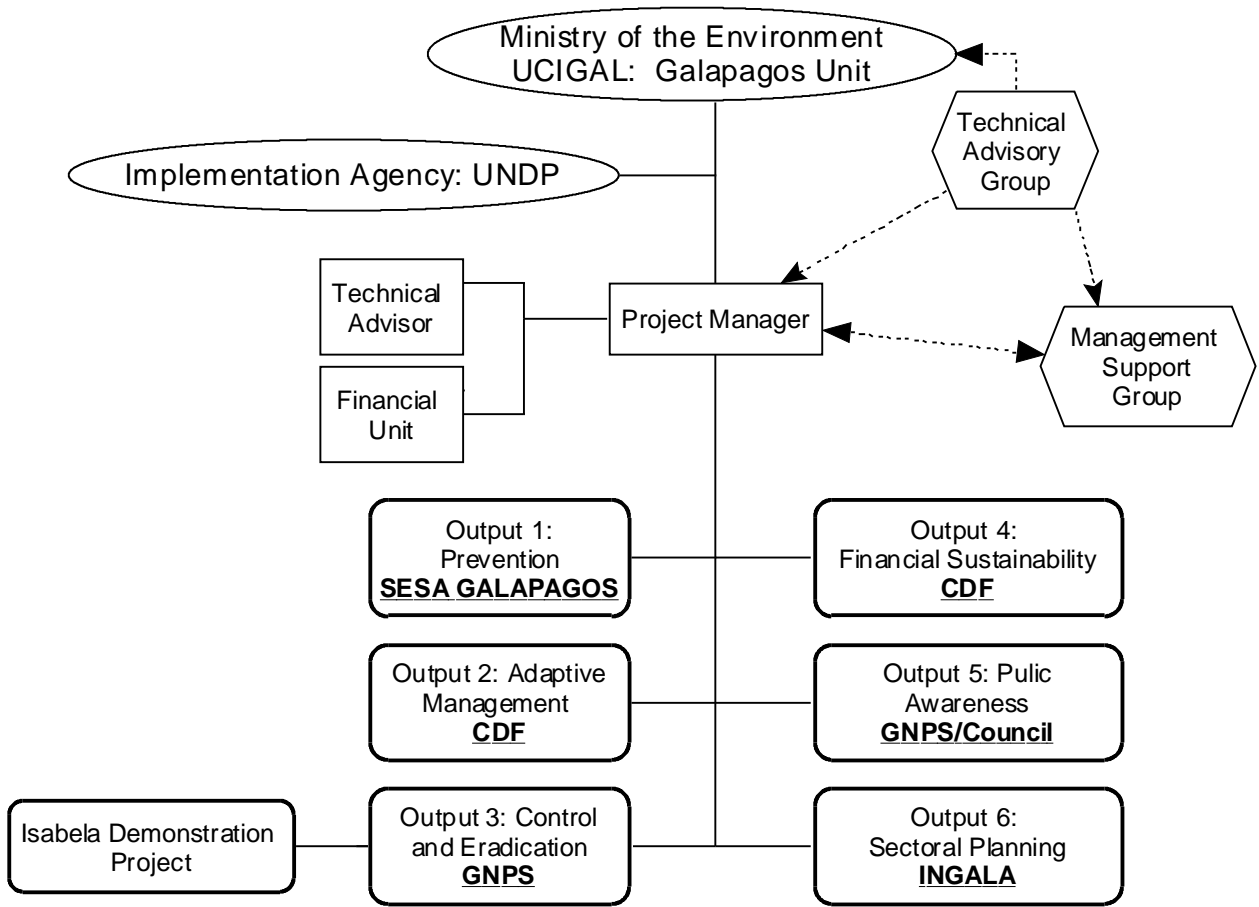 Ministry of the Environment
UCIGAL: Galapagos Unit
Technical
Advisory
Group
Implementation Agency: UNDP
Technical
Advisor
Project Manager
Management
Support
Group
Financial
Unit
Output 1:
Prevention
SESA GALAPAGOS
Output 4:
Financial Sustainability
CDF
Output 2: Adaptive
Management
CDF
Output 5: Pulic
Awareness
GNPS/Council
Isabela Demonstration
Project
Output 3: Control
and Eradication
GNPS
Output 6:
Sectoral Planning
INGALA